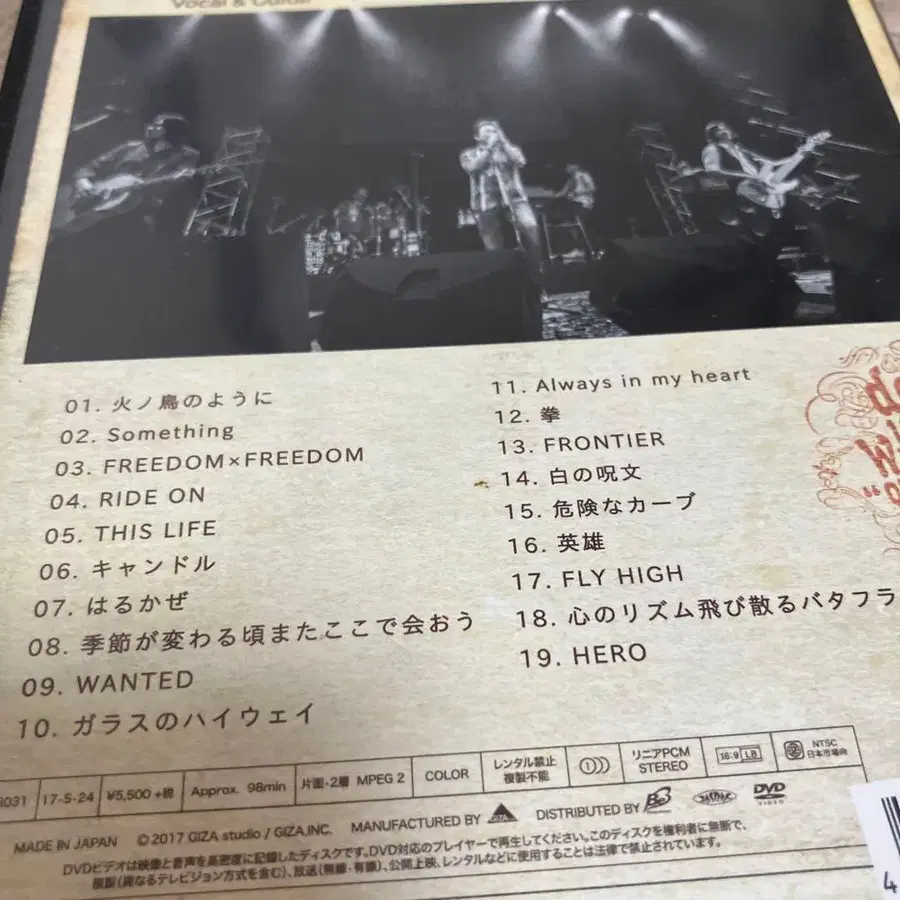 Vocal & Guitar
01. 火ノ鳥のように
02. Something
03. FREEDOM×FREEDOM
04. RIDE ON
05. THIS LIFE
06. キャンドル
07. はるかぜ
08. 季節が変わる頃またここで会おう
09. WANTED
10. ガラスのハイウェイ
11. Always in my heart
12. 拳
13. FRONTIER
14. 白の呪文
15. 危険なカーブ
16. 英雄
17. FLY HIGH
18. 心のリズム飛び散るバタフラ
19. HERO
8031 17-5-24 ¥5,500+税 Approx. 98min 片面・2層 MPEG 2 COLOR
レンタル禁止
複製不能
リニアPCM
STEREO
16:9 LB
2
NTSC
日本市場向
MADE IN JAPAN ©2017 GIZA studio / GIZA,INC. MANUFACTURED BY GIZA DISTRIBUTED BY JASRAC DVD VIDEO
DVDビデオは映像と音声を高密度に記録したディスクです。DVD対応のプレイヤーで再生してください。このディスクを権利者に無断で、
複製(異なるテレビジョン方式を含む)、放送(無線・有線)、公開上映、レンタルなどに使用することは法律で禁止されています。
4